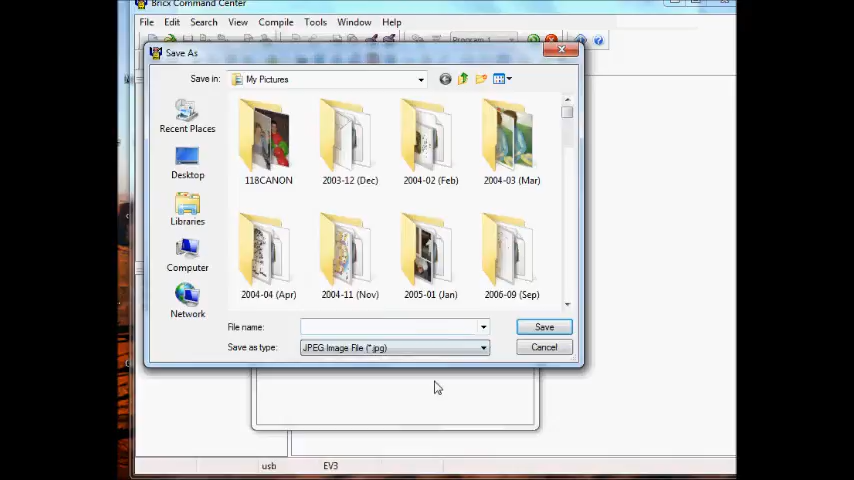 Bricx Command Center
File Edit Search View Compile Tools Window Help
Program 1
Save As
Save in: My Pictures
Recent Places
Desktop
Libraries
Computer
Network
118CANON 2003-12 (Dec) 2004-02 (Feb) 2004-03 (Mar)
2004-04 (Apr) 2004-11 (Nov) 2005-01 (Jan) 2006-09 (Sep)
File name: Save
Save as type: JPEG Image File (*.jpg) Cancel
usb EV3